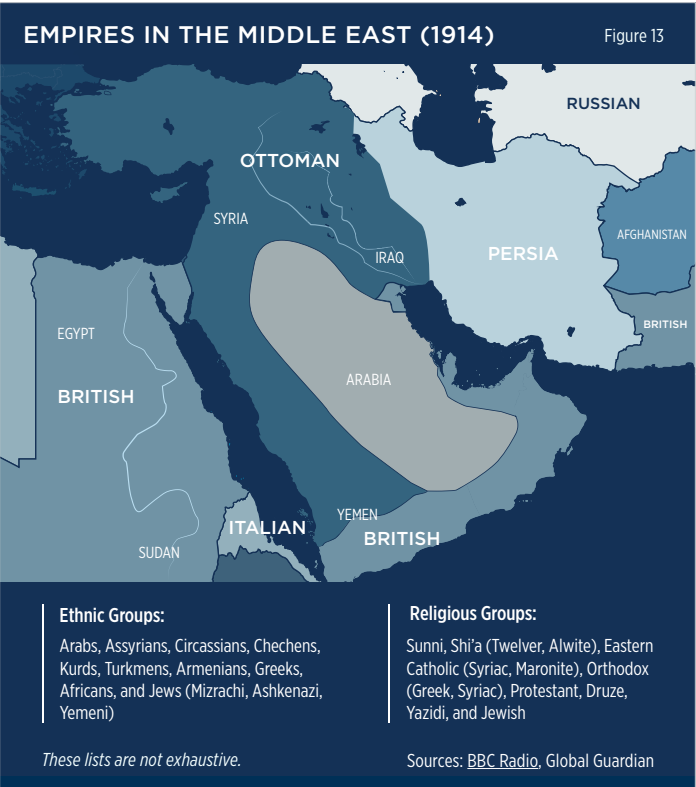 EMPIRES IN THE MIDDLE EAST (1914)
Figure 13
RUSSIAN
OTTOMAN
SYRIA
AFGHANISTAN
IRAQ
PERSIA
EGYPT
BRITISH
ARABIA
BRITISH
YEMEN
ITALIAN
BRITISH
SUDAN
Ethnic Groups:
Arabs, Assyrians, Circassians, Chechens,
Kurds, Turkmens, Armenians, Greeks,
Africans, and Jews (Mizrachi, Ashkenazi,
Yemeni)
Religious Groups:
Sunni, Shi'a (Twelver, Alwite), Eastern
Catholic (Syriac, Maronite), Orthodox
(Greek, Syriac), Protestant, Druze,
Yazidi, and Jewish
These lists are not exhaustive.
Sources: BBC Radio, Global Guardian